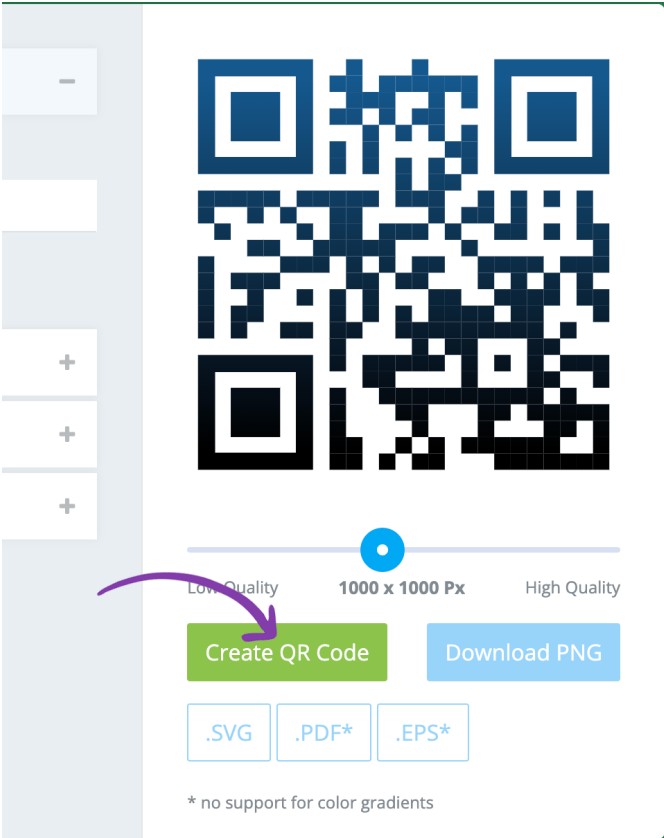 Low Quality 1000 x 1000 Px High Quality
Create QR Code Download PNG
.SVG .PDF* .EPS*
* no support for color gradients